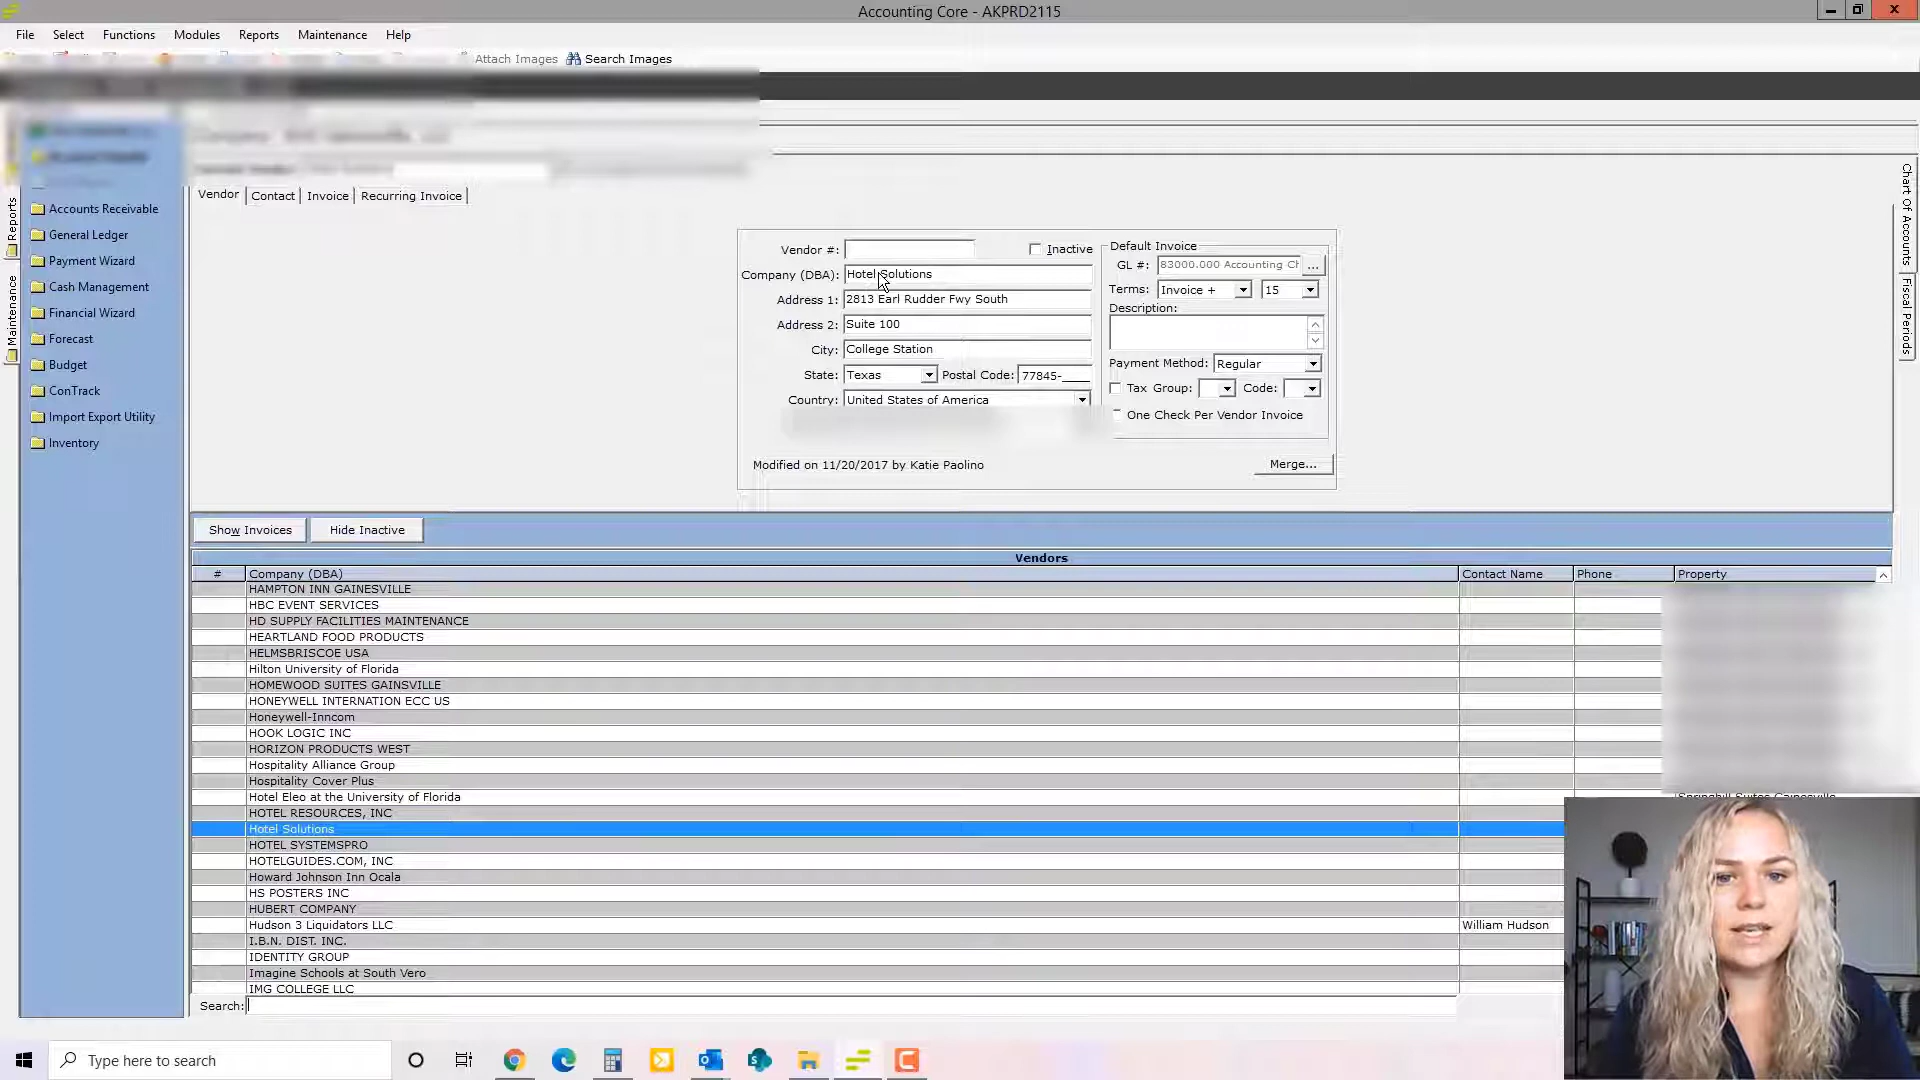 Accounting Core - AKPRD2115
File Select Functions Modules Reports Maintenance Help
Attach Images Search Images
Reports
Maintenance
Accounts Receivable
General Ledger
Payment Wizard
Cash Management
Financial Wizard
Forecast
Budget
ConTrack
Import Export Utility
Inventory
Vendor Contact Invoice Recurring Invoice
Vendor #: Inactive
Company (DBA): Hotel Solutions
Address 1: 2813 Earl Rudder Fwy South
Address 2: Suite 100
City: College Station
State: Texas Postal Code: 77845-____
Country: United States of America
Modified on 11/20/2017 by Katie Paolino
Default Invoice
GL #: 83000.000 Accounting Ch ...
Terms: Invoice + 15
Description:
Payment Method: Regular
Tax Group: Code:
One Check Per Vendor Invoice
Merge...
Chart Of Accounts
Fiscal Periods
Show Invoices Hide Inactive
Vendors
# Company (DBA) Contact Name Phone Property
HAMPTON INN GAINESVILLE
HBC EVENT SERVICES
HD SUPPLY FACILITIES MAINTENANCE
HEARTLAND FOOD PRODUCTS
HELMSBRISCOE USA
Hilton University of Florida
HOMEWOOD SUITES GAINSVILLE
HONEYWELL INTERNATION ECC US
Honeywell-Inncom
HOOK LOGIC INC
HORIZON PRODUCTS WEST
Hospitality Alliance Group
Hospitality Cover Plus
Hotel Eleo at the University of Florida Springhill Suites Gainesville
HOTEL RESOURCES, INC
Hotel Solutions
HOTEL SYSTEMSPRO
HOTELGUIDES.COM, INC
Howard Johnson Inn Ocala
HS POSTERS INC
HUBERT COMPANY
Hudson 3 Liquidators LLC William Hudson
I.B.N. DIST. INC.
IDENTITY GROUP
Imagine Schools at South Vero
IMG COLLEGE LLC
Search:
Type here to search